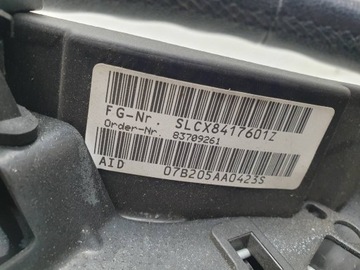 FG-Nr. SLCX8417601Z
Order-Nr. 83709261
AID 07B205AA0423S